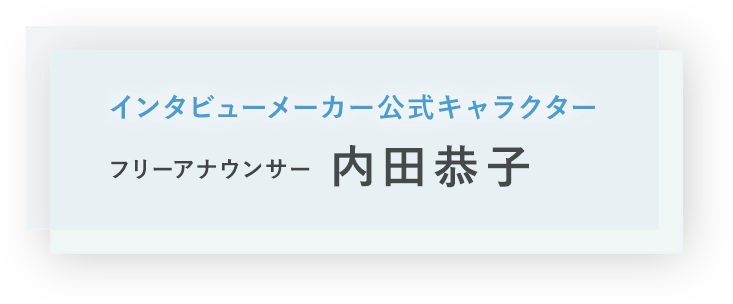 インタビューメーカー公式キャラクター
フリーアナウンサー 内田恭子